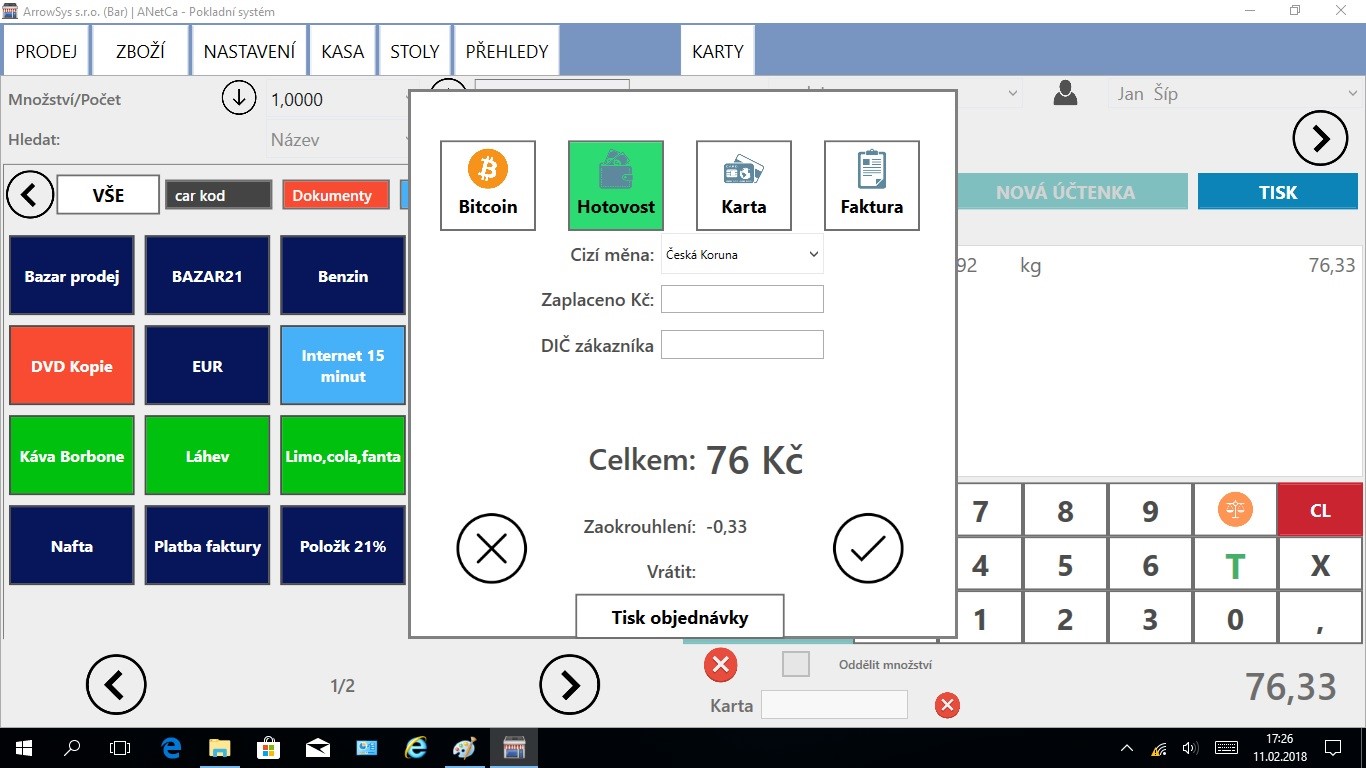 ArrowSys s.r.o. (Bar) | ANetCa - Pokladní systém
PRODEJ ZBOŽÍ NASTAVENÍ KASA STOLY PŘEHLEDY KARTY
Množství/Počet 1,0000 Jan Šíp
Hledat: Název
VŠE car kod Dokumenty NOVÁ ÚČTENKA TISK
Bazar prodej BAZAR21 Benzin
DVD Kopie EUR Internet 15
minut
Káva Borbone Láhev Limo,cola,fanta
Nafta Platba faktury Položk 21%
1/2
Bitcoin Hotovost Karta Faktura
Cizí měna: Česká Koruna
Zaplaceno Kč:
DIČ zákazníka
Celkem: 76 Kč
Zaokrouhlení: -0,33
Vrátit:
Tisk objednávky
92 kg 76,33
7 8 9 CL
4 5 6 T X
1 2 3 0 ,
Oddělit množství
Karta
76,33
17:26
11.02.2018